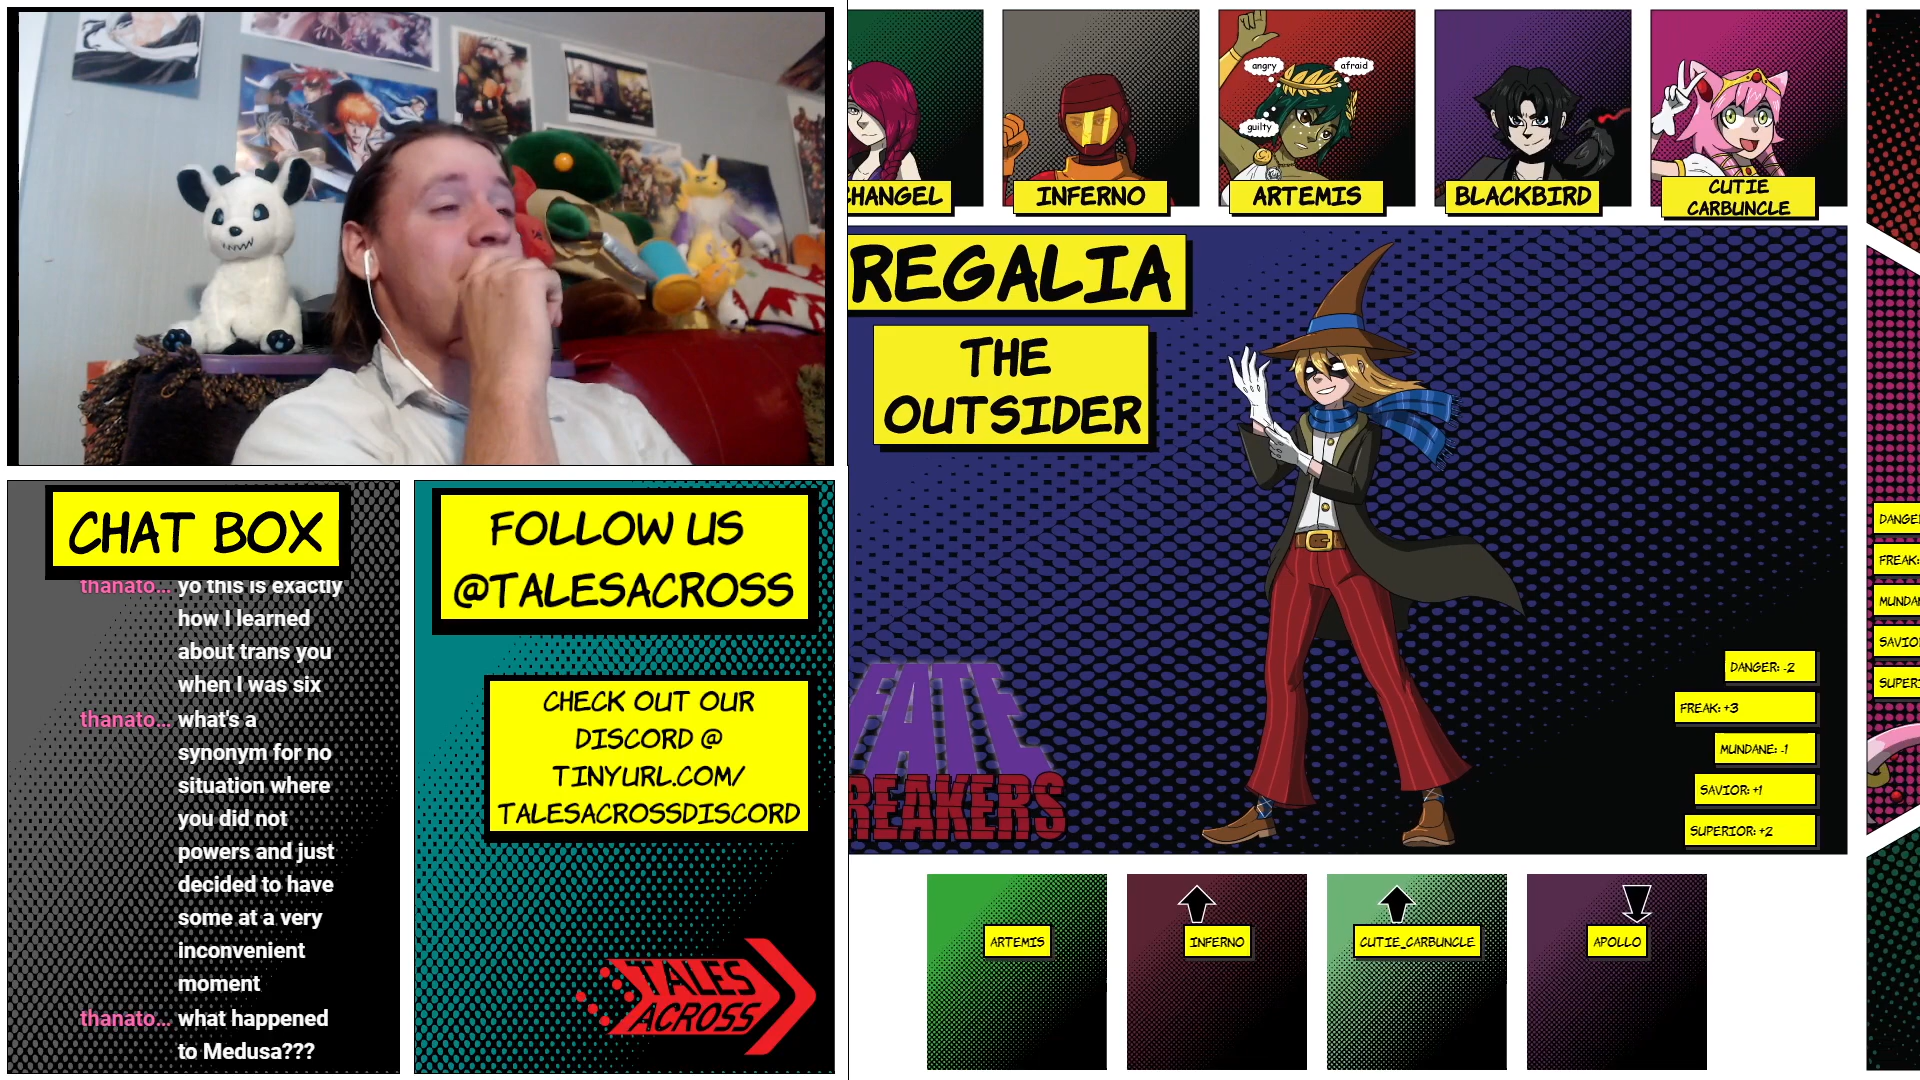 CHAT BOX
thanato... yo this is exactly
how I learned
about trans you
when I was six
thanato... what's a
synonym for no
situation where
you did not
powers and just
decided to have
some at a very
inconvenient
moment
thanato... what happened
to Medusa???
FOLLOW US
@TALESACROSS
CHECK OUT OUR
DISCORD @
TINYURL.COM/
TALESACROSSDISCORD
TALES
ACROSS
CHANGEL
INFERNO
angry
afraid
guilty
ARTEMIS
BLACKBIRD
CUTIE
CARBUNCLE
REGALIA
THE
OUTSIDER
FATE
REAKERS
DANGER: -2
FREAK: +3
MUNDANE: -1
SAVIOR: +1
SUPERIOR: +2
ARTEMIS
INFERNO
CUTIE_CARBUNCLE
APOLLO
DANGE
FREAK:
MUNDA
SAVIO
SUPERI